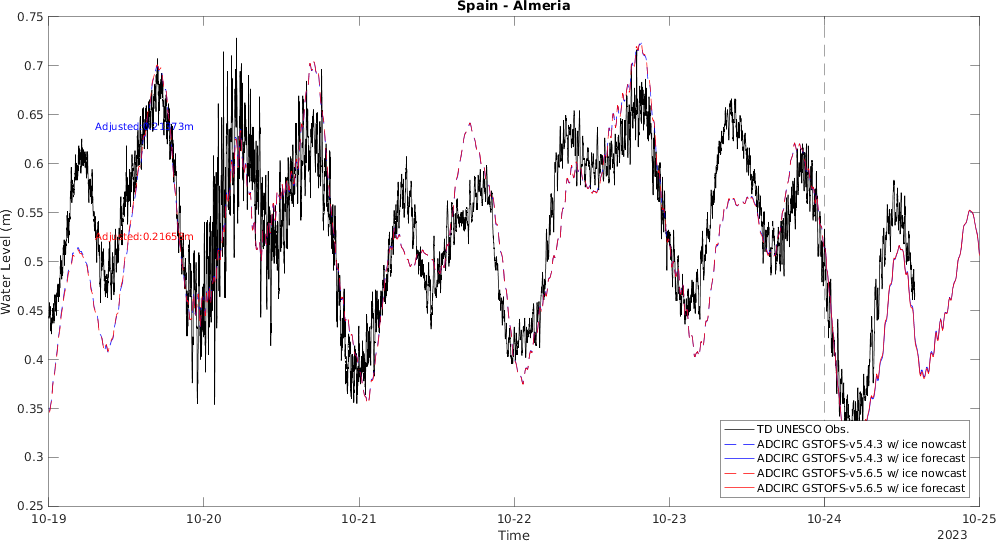 Spain - Almeria
0.75
0.7
0.65
0.6
0.55
0.5
0.45
0.4
0.35
0.3
0.25
Water Level (m)
TD UNESCO Obs.
ADCIRC GSTOFS-v5.4.3 w/ ice nowcast
ADCIRC GSTOFS-v5.4.3 w/ ice forecast
ADCIRC GSTOFS-v5.6.5 w/ ice nowcast
ADCIRC GSTOFS-v5.6.5 w/ ice forecast
10-19 10-20 10-21 10-22 10-23 10-24 10-25
Time
2023